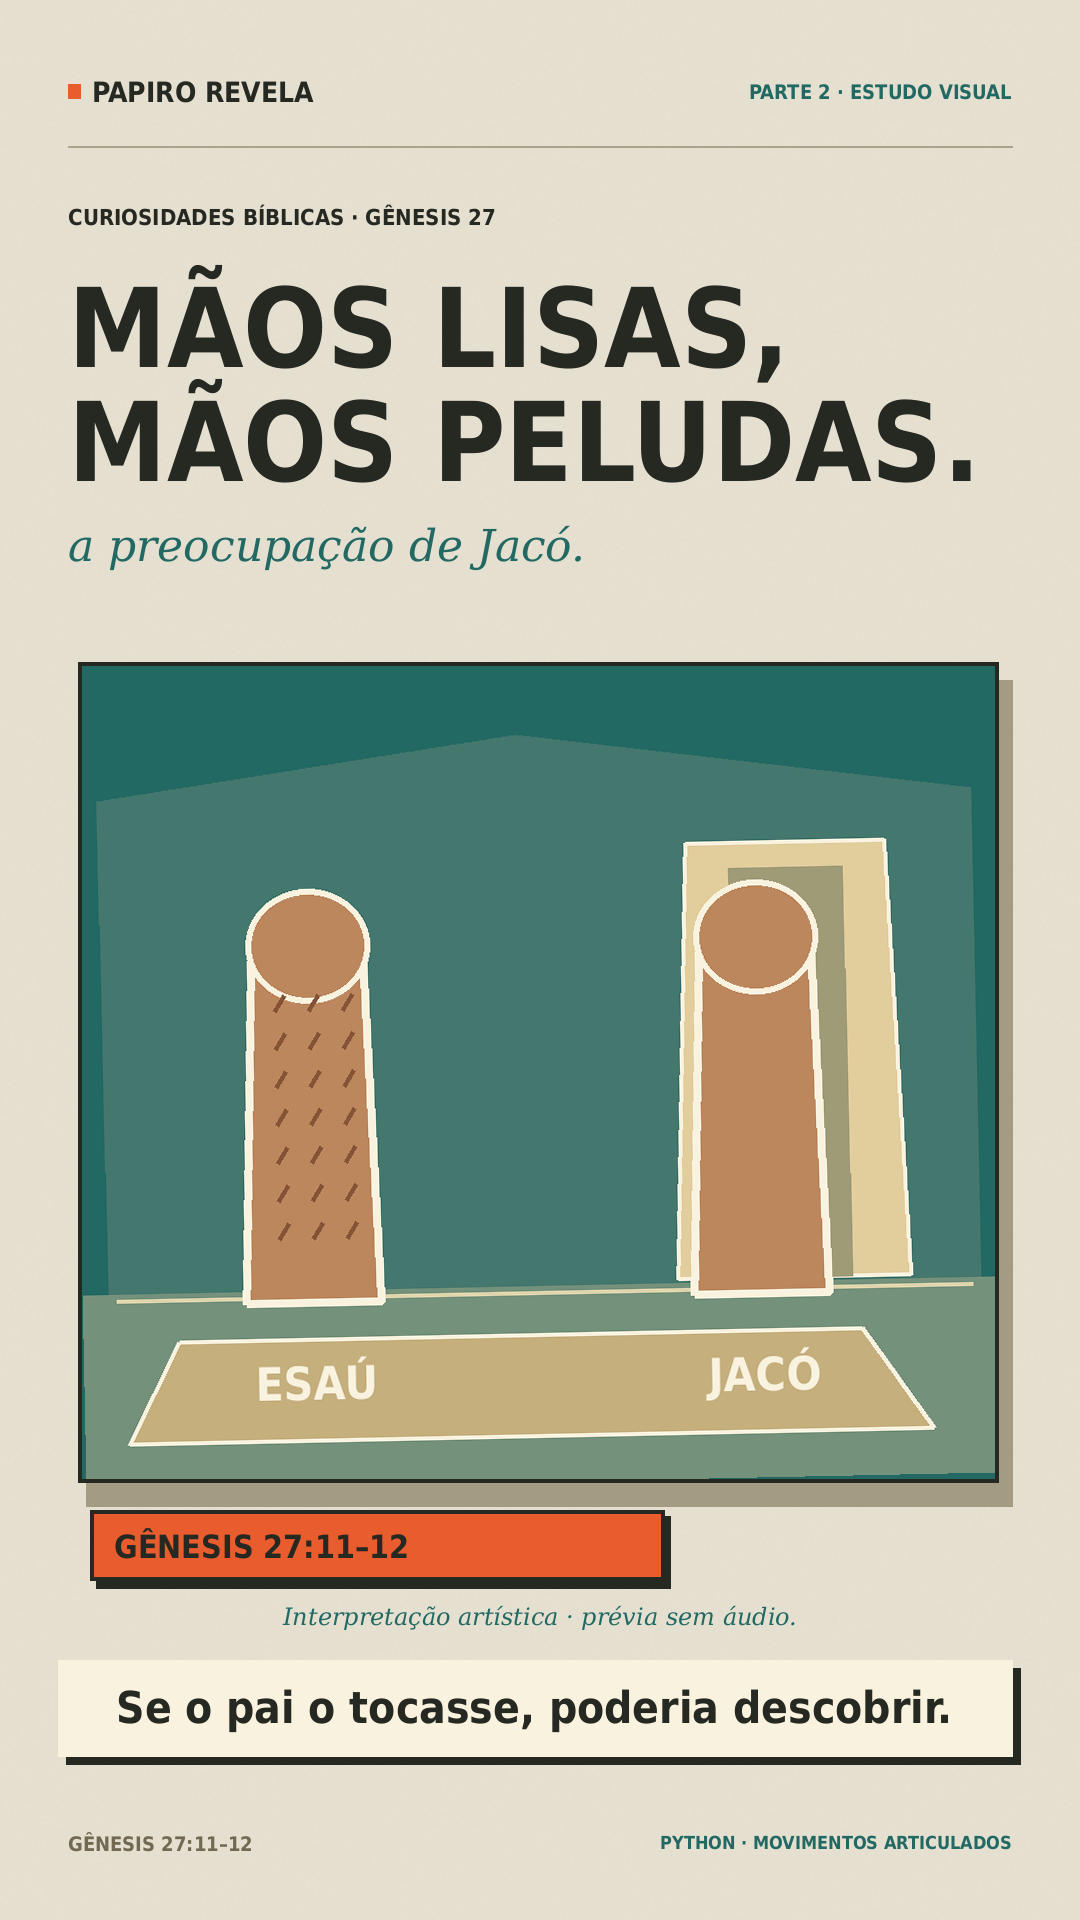 PAPIRO REVELA
PARTE 2 · ESTUDO VISUAL
CURIOSIDADES BÍBLICAS · GÊNESIS 27
MÃOS LISAS,
MÃOS PELUDAS.
a preocupação de Jacó.
ESAÚ
JACÓ
GÊNESIS 27:11–12
Interpretação artística · prévia sem áudio.
Se o pai o tocasse, poderia descobrir.
GÊNESIS 27:11–12
PYTHON · MOVIMENTOS ARTICULADOS